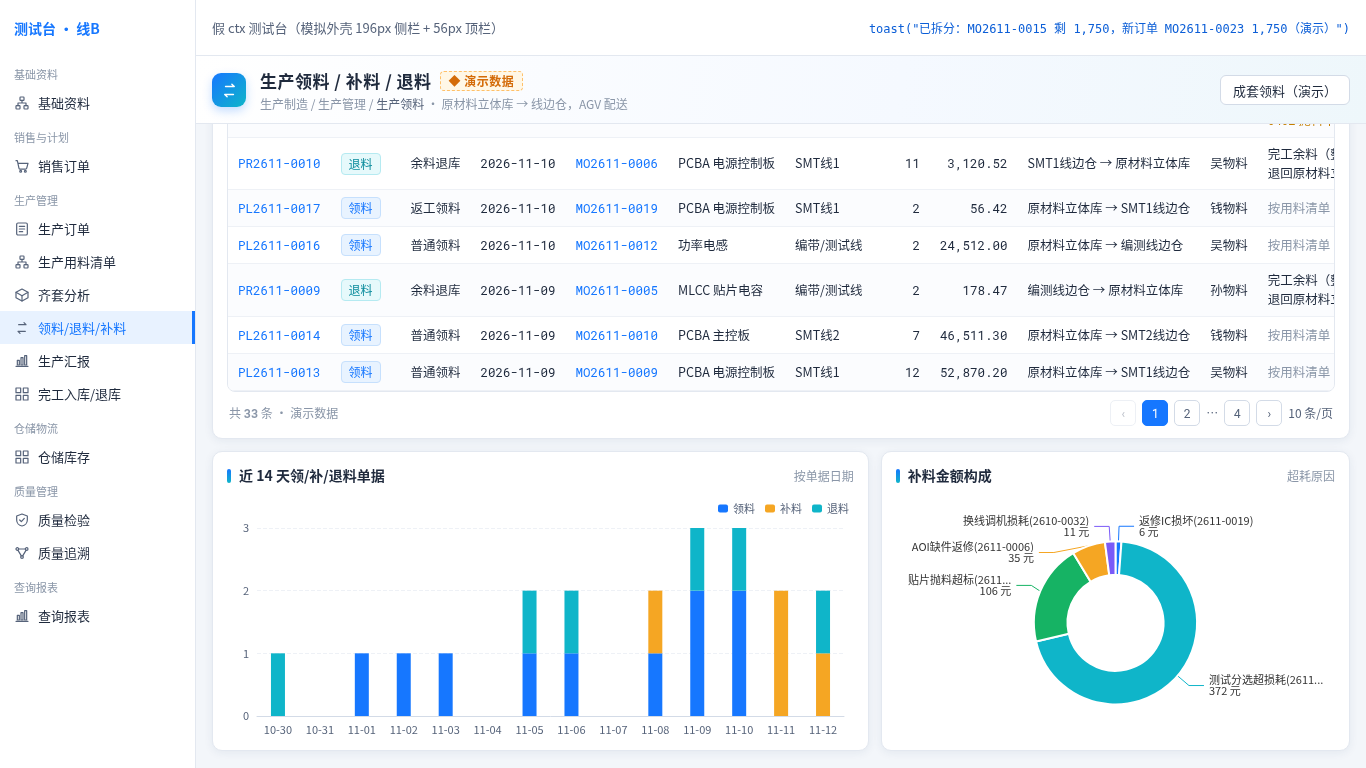 测试台 · 线B
假 ctx 测试台（模拟外壳 196px 侧栏 + 56px 顶栏）
toast("已拆分: MO2611-0015 剩 1,750, 新订单 MO2611-0023 1,750（演示）")
基础资料
基础资料
销售与计划
销售订单
生产管理
生产订单
生产用料清单
齐套分析
领料/退料/补料
生产汇报
完工入库/退库
仓储物流
仓储库存
质量管理
质量检验
质量追溯
查询报表
查询报表
生产领料 / 补料 / 退料
◆ 演示数据
生产制造 / 生产管理 / 生产领料 · 原材料立体库 → 线边仓，AGV 配送
成套领料（演示）
PR2611-0010 退料 余料退库 2026-11-10 MO2611-0006 PCBA 电源控制板 SMT线1 11 3,120.52 SMT1线边仓 → 原材料立体库 吴物料 完工余料
退回原材料
PL2611-0017 领料 返工领料 2026-11-10 MO2611-0019 PCBA 电源控制板 SMT线1 2 56.42 原材料立体库 → SMT1线边仓 钱物料 按用料清单
PL2611-0016 领料 普通领料 2026-11-10 MO2611-0012 功率电感 编带/测试线 2 24,512.00 原材料立体库 → 编测线边仓 吴物料 按用料清单
PR2611-0009 退料 余料退库 2026-11-09 MO2611-0005 MLCC 贴片电容 编带/测试线 2 178.47 编测线边仓 → 原材料立体库 孙物料 完工余料
退回原材料
PL2611-0014 领料 普通领料 2026-11-09 MO2611-0010 PCBA 主控板 SMT线2 7 46,511.30 原材料立体库 → SMT2线边仓 钱物料 按用料清单
PL2611-0013 领料 普通领料 2026-11-09 MO2611-0009 PCBA 电源控制板 SMT线1 12 52,870.20 原材料立体库 → SMT1线边仓 吴物料 按用料清单
共 33 条 · 演示数据
‹ 1 2 ··· 4 › 10 条/页
近 14 天领/补/退料单据
按单据日期
领料 补料 退料
3
2
1
0
10-30 10-31 11-01 11-02 11-03 11-04 11-05 11-06 11-07 11-08 11-09 11-10 11-11 11-12
补料金额构成
超耗原因
换线调机损耗(2610-0032)
11 元
返修IC损坏(2611-0019)
6 元
AOI缺件返修(2611-0006)
35 元
贴片抛料超标(2611...
106 元
测试分选超损耗(2611...
372 元